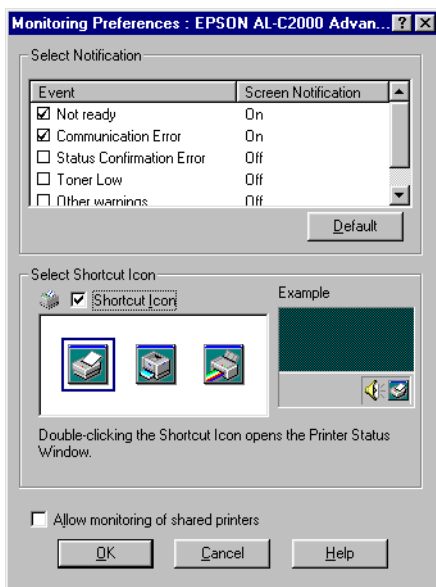 Monitoring Preferences : EPSON AL-C2000 Advan...
Select Notification
Event Screen Notification
Not ready On
Communication Error On
Status Confirmation Error Off
Toner Low Off
Other warnings Off
Default
Select Shortcut Icon
Shortcut Icon
Example
Double-clicking the Shortcut Icon opens the Printer Status
Window.
Allow monitoring of shared printers
OK Cancel Help